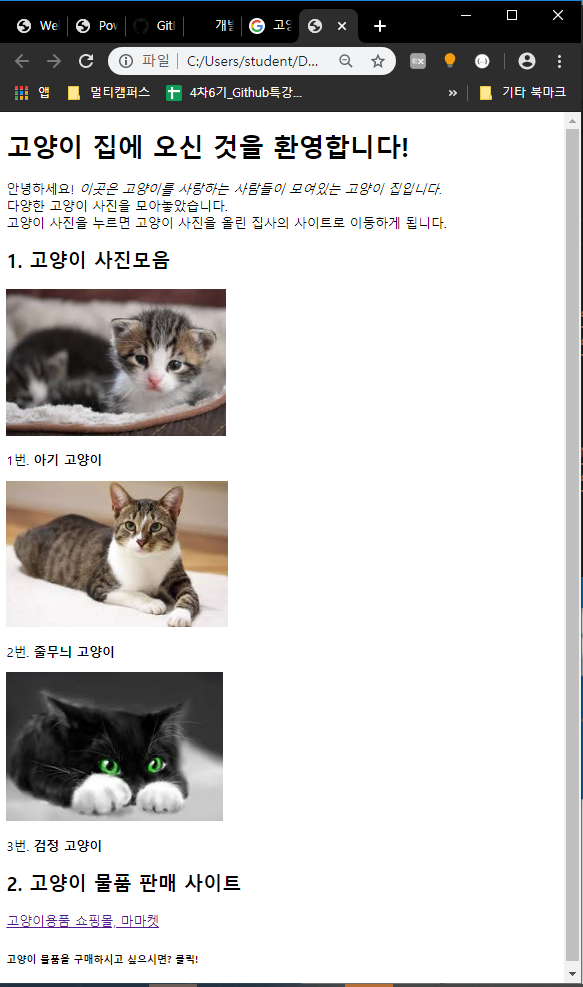 Wel
Pow
Git
개발
고양
파일
C:/Users/student/D...
앱
멀티캠퍼스
4차6기_Github특강...
»
기타 북마크
고양이 집에 오신 것을 환영합니다!
안녕하세요! 이곳은 고양이를 사랑하는 사람들이 모여있는 고양이 집입니다.
다양한 고양이 사진을 모아놓았습니다.
고양이 사진을 누르면 고양이 사진을 올린 집사의 사이트로 이동하게 됩니다.
1. 고양이 사진모음
1번. 아기 고양이
2번. 줄무늬 고양이
3번. 검정 고양이
2. 고양이 물품 판매 사이트
고양이용품 쇼핑몰, 마마켓
고양이 물품을 구매하시고 싶으시면? 클릭!